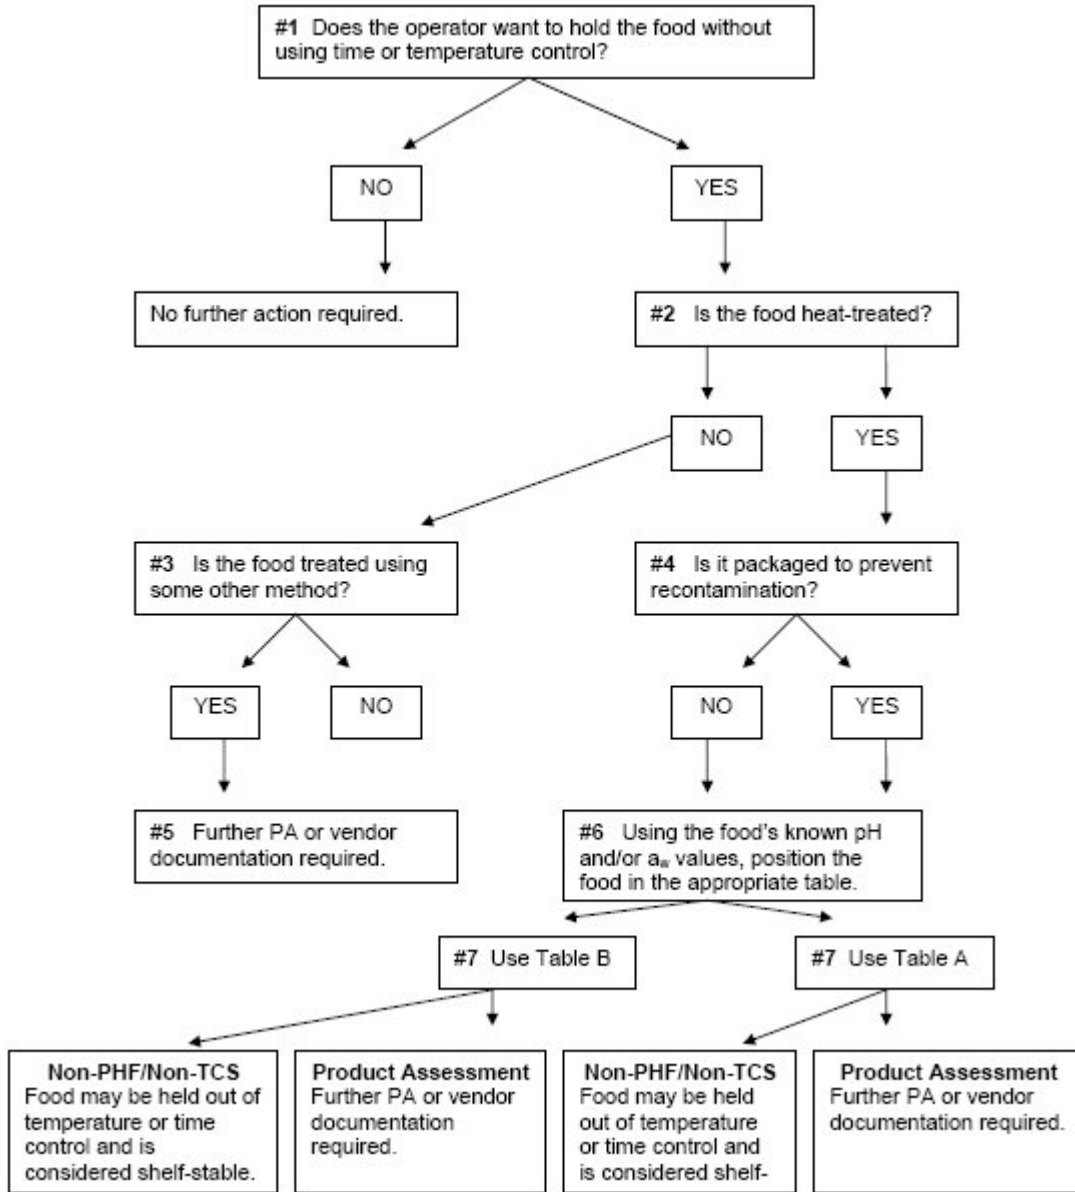 #1 Does the operator want to hold the food without
using time or temperature control?
NO
YES
No further action required.
#2 Is the food heat-treated?
NO
YES
#3 Is the food treated using
some other method?
#4 Is it packaged to prevent
recontamination?
YES
NO
NO
YES
#5 Further PA or vendor
documentation required.
#6 Using the food's known pH
and/or aw values, position the
food in the appropriate table.
#7 Use Table B
#7 Use Table A
Non-PHF/Non-TCS
Food may be held out of
temperature or time
control and is
considered shelf-stable.
Product Assessment
Further PA or vendor
documentation
required.
Non-PHF/Non-TCS
Food may be held
out of temperature
or time control and
is considered shelf-
Product Assessment
Further PA or vendor
documentation required.